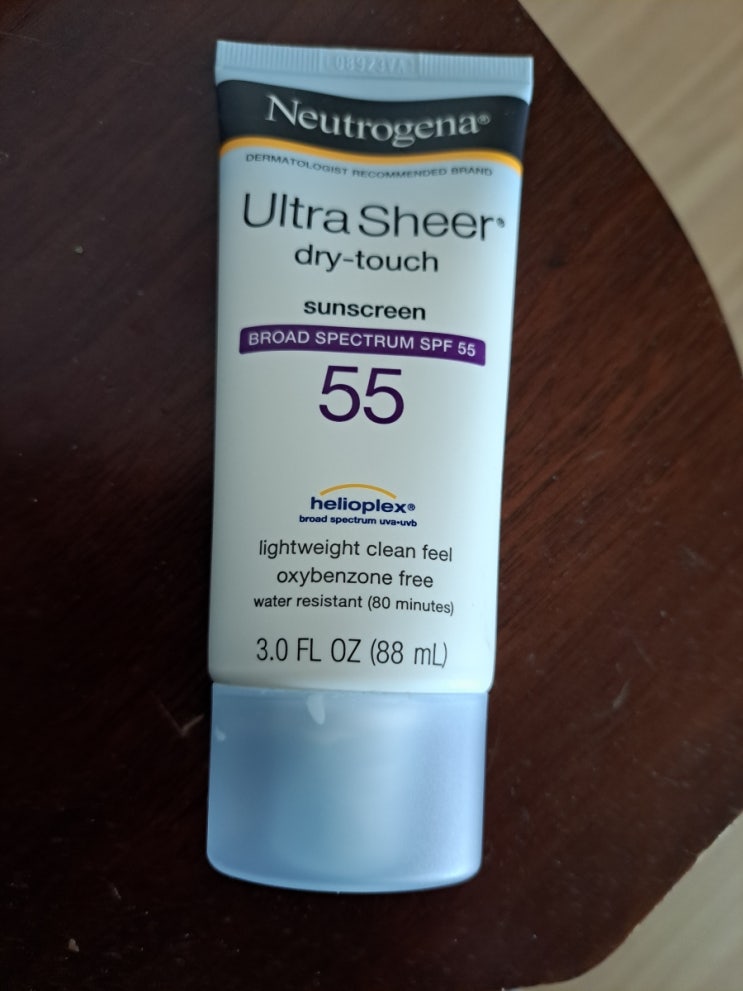 Neutrogena®
DERMATOLOGIST RECOMMENDED BRAND
Ultra Sheer®
dry-touch
sunscreen
BROAD SPECTRUM SPF 55
55
helioplex®
broad spectrum uva•uvb
lightweight clean feel
oxybenzone free
water resistant (80 minutes)
3.0 FL OZ (88 mL)